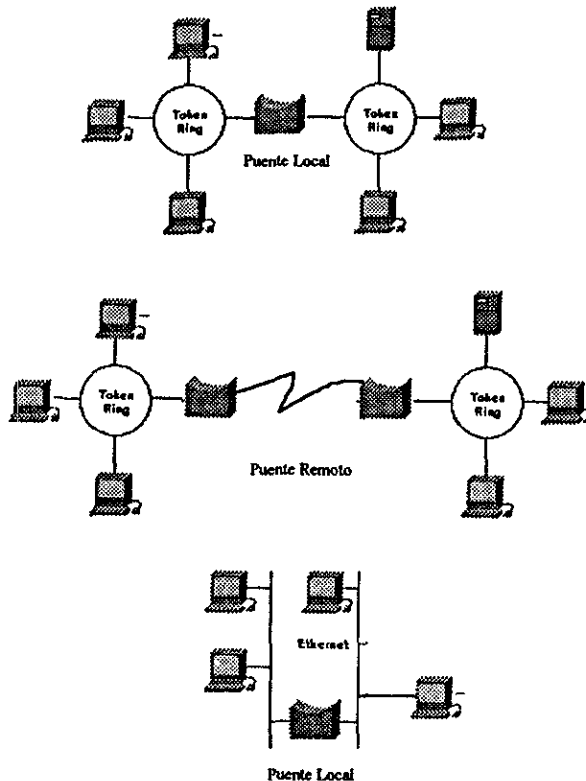 Token
Ring
Token
Ring
Puente Local
Token
Ring
Token
Ring
Puente Remoto
Ethernet
Puente Local